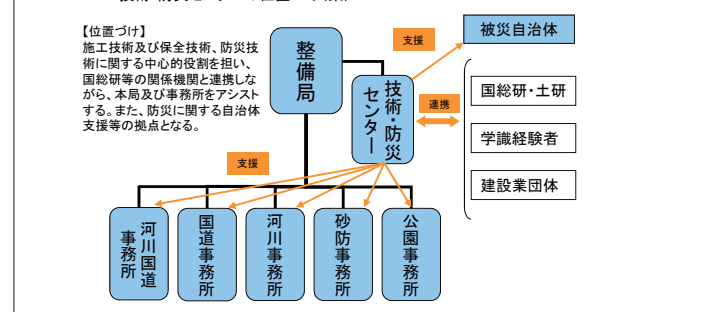 【位置づけ】
施工技術及び保全技術、防災技
術に関する中心的役割を担い、
国総研等の関係機関と連携しな
がら、本局及び事務所をアシスト
する。また、防災に関する自治体
支援等の拠点となる。
整備局
支援
被災自治体
技術・防災
センター
連携
国総研・土研
学識経験者
建設業団体
支援
河川国道
事務所
国道事務所
河川事務所
砂防事務所
公園事務所